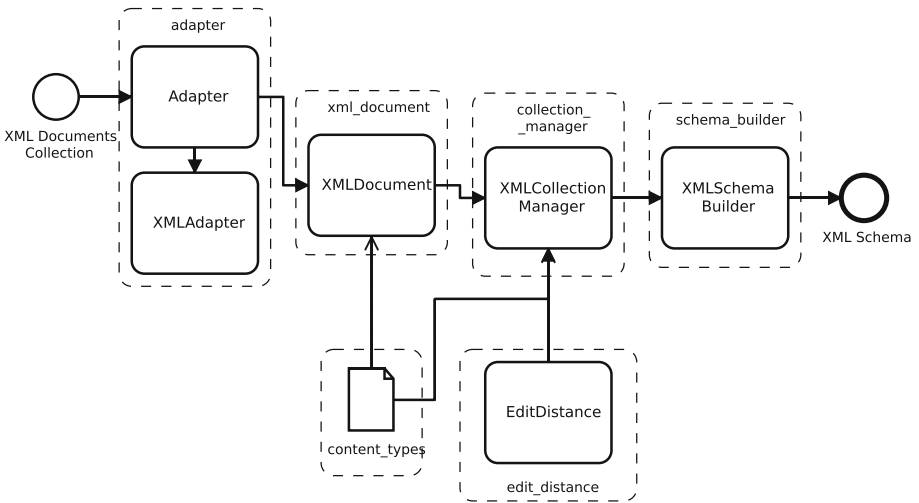 adapter
Adapter
XML Documents
Collection
XMLAdapter
xml_document
XMLDocument
collection_
_manager
XMLCollection
Manager
schema_builder
XMLSchema
Builder
XML Schema
content_types
EditDistance
edit_distance